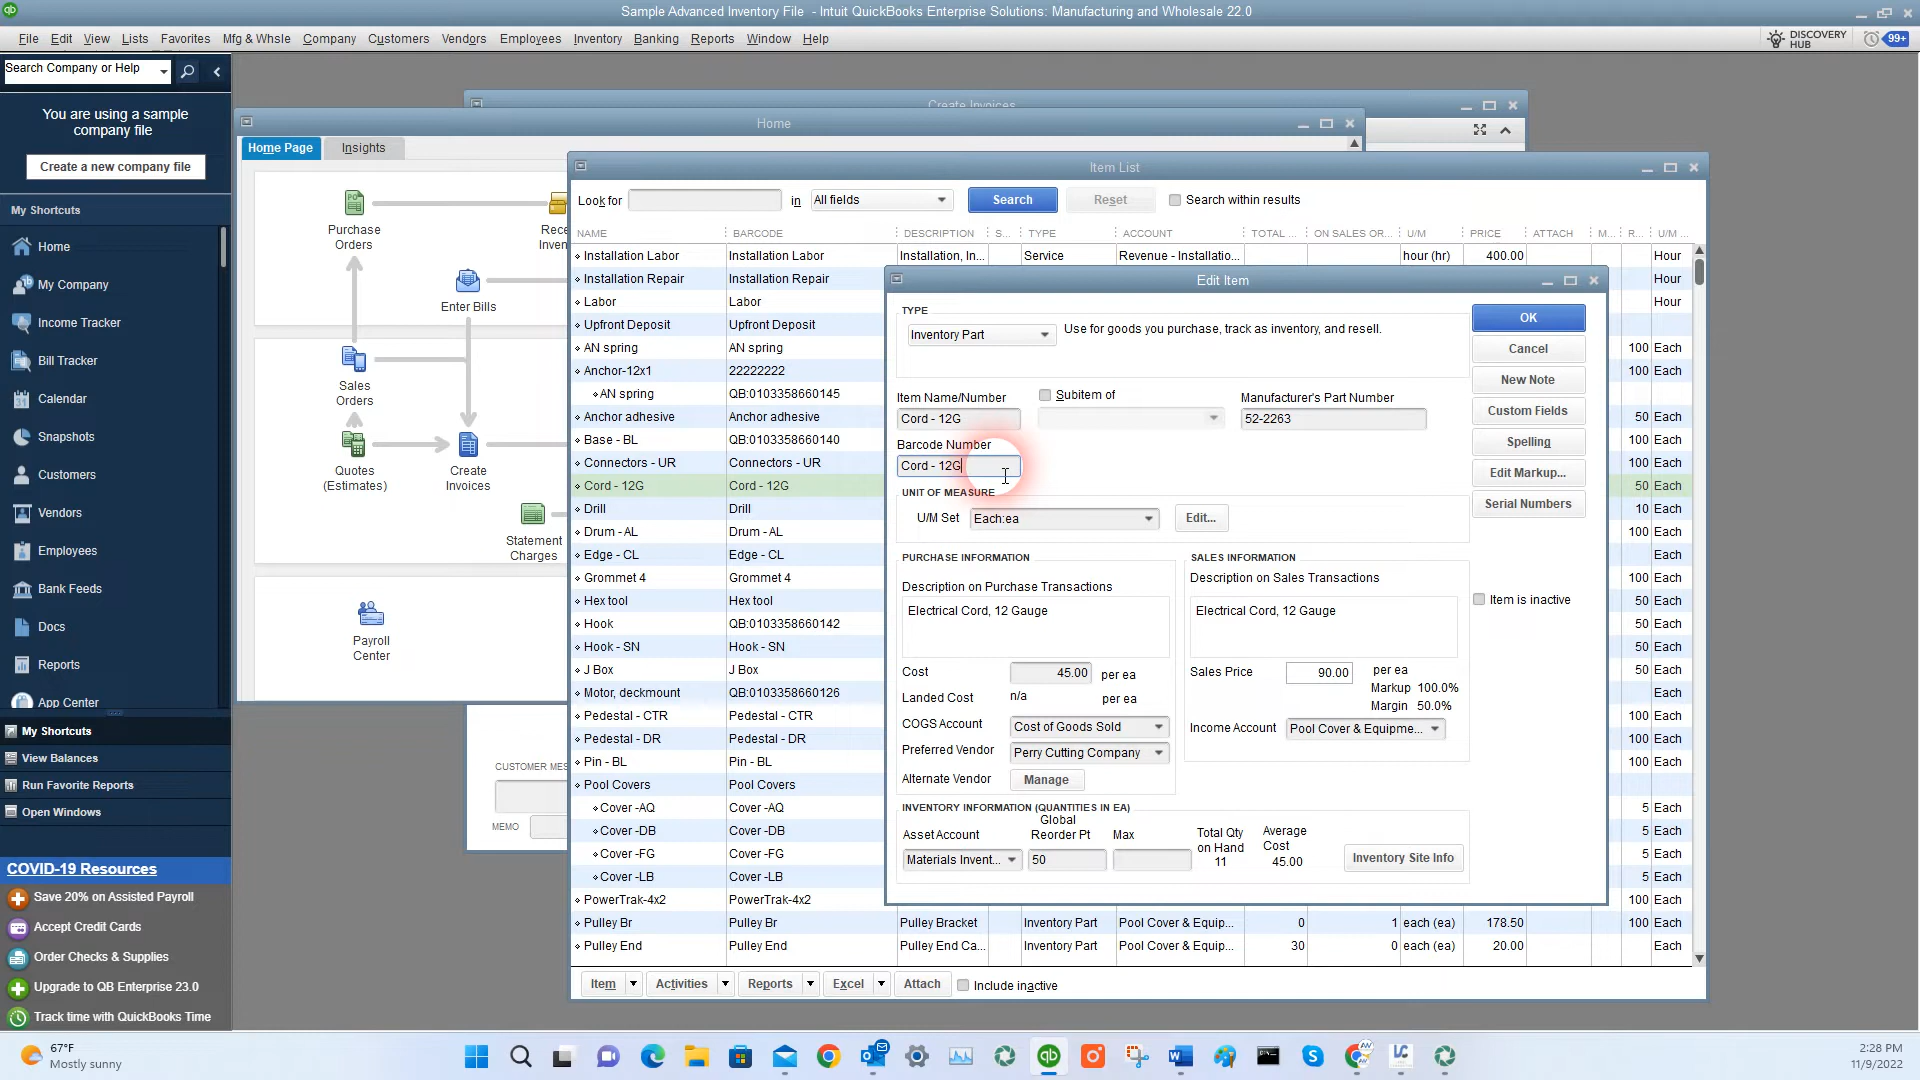 Sample Advanced Inventory File - Intuit QuickBooks Enterprise Solutions: Manufacturing and Wholesale 22.0
File Edit View Lists Favorites Mfg & Whsle Company Customers Vendors Employees Inventory Banking Reports Window Help
DISCOVERY HUB 99+
Search Company or Help
You are using a sample
company file
Create a new company file
My Shortcuts
Home
My Company
Income Tracker
Bill Tracker
Calendar
Snapshots
Customers
Vendors
Employees
Bank Feeds
Docs
Reports
App Center
My Shortcuts
View Balances
Run Favorite Reports
Open Windows
COVID-19 Resources
Save 20% on Assisted Payroll
Accept Credit Cards
Order Checks & Supplies
Upgrade to QB Enterprise 23.0
Track time with QuickBooks Time
Create Invoices
Home
Home Page Insights
Purchase
Orders
Rece
Inven
Enter Bills
Sales
Orders
Quotes
(Estimates)
Create
Invoices
Statement
Charges
Payroll
Center
CUSTOMER MES
MEMO
Item List
Look for in All fields Search Reset Search within results
NAME BARCODE DESCRIPTION S... TYPE ACCOUNT TOTAL ... ON SALES OR... U/M PRICE ATTACH M... R... U/M ...
Installation Labor Installation Labor Installation, In... Service Revenue - Installatio... hour (hr) 400.00 Hour
Installation Repair Installation Repair Hour
Labor Labor Hour
Upfront Deposit Upfront Deposit
AN spring AN spring 100 Each
Anchor-12x1 22222222 100 Each
AN spring QB:0103358660145
Anchor adhesive Anchor adhesive 50 Each
Base - BL QB:0103358660140 100 Each
Connectors - UR Connectors - UR 100 Each
Cord - 12G Cord - 12G 50 Each
Drill Drill 10 Each
Drum - AL Drum - AL 100 Each
Edge - CL Edge - CL Each
Grommet 4 Grommet 4 100 Each
Hex tool Hex tool 50 Each
Hook QB:0103358660142 50 Each
Hook - SN Hook - SN 50 Each
J Box J Box 50 Each
Motor, deckmount QB:0103358660126 Each
Pedestal - CTR Pedestal - CTR 100 Each
Pedestal - DR Pedestal - DR 100 Each
Pin - BL Pin - BL 100 Each
Pool Covers Pool Covers
Cover -AQ Cover -AQ 5 Each
Cover -DB Cover -DB 5 Each
Cover -FG Cover -FG 5 Each
Cover -LB Cover -LB 5 Each
PowerTrak-4x2 PowerTrak-4x2 100 Each
Pulley Br Pulley Br Pulley Bracket Inventory Part Pool Cover & Equip... 0 1 each (ea) 178.50 100 Each
Pulley End Pulley End Pulley End Ca... Inventory Part Pool Cover & Equip... 30 0 each (ea) 20.00 Each
Item Activities Reports Excel Attach Include inactive
Edit Item
TYPE
Inventory Part Use for goods you purchase, track as inventory, and resell.
OK
Cancel
New Note
Custom Fields
Spelling
Edit Markup...
Serial Numbers
Item is inactive
Item Name/Number Subitem of Manufacturer's Part Number
Cord - 12G 52-2263
Barcode Number
Cord - 12G
UNIT OF MEASURE
U/M Set Each:ea Edit...
PURCHASE INFORMATION
Description on Purchase Transactions
Electrical Cord, 12 Gauge
Cost 45.00 per ea
Landed Cost n/a per ea
COGS Account Cost of Goods Sold
Preferred Vendor Perry Cutting Company
Alternate Vendor Manage
SALES INFORMATION
Description on Sales Transactions
Electrical Cord, 12 Gauge
Sales Price 90.00 per ea
Markup 100.0%
Margin 50.0%
Income Account Pool Cover & Equipme...
INVENTORY INFORMATION (QUANTITIES IN EA)
Global
Asset Account Reorder Pt Max Total Qty on Hand Average Cost
Materials Invent... 50 11 45.00 Inventory Site Info
67°F
Mostly sunny
2:28 PM
11/9/2022